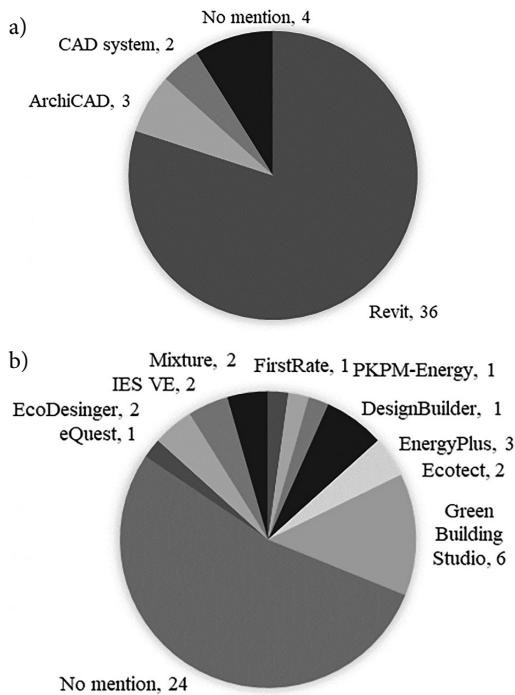 a)
No mention, 4
CAD system, 2
ArchiCAD, 3
Revit, 36
b)
Mixture, 2
FirstRate, 1
PKPM-Energy, 1
IES VE, 2
DesignBuilder, 1
EcoDesinger, 2
eQuest, 1
EnergyPlus, 3
Ecotect, 2
Green
Building
Studio, 6
No mention, 24